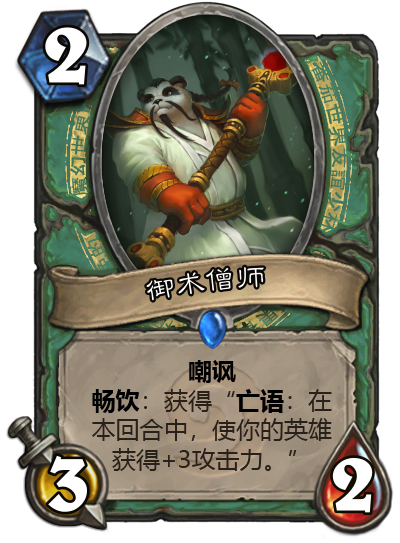 2
御术僧师
嘲讽
畅饮：获得“亡语：在
本回合中，使你的英雄
获得+3攻击力。”
3
2